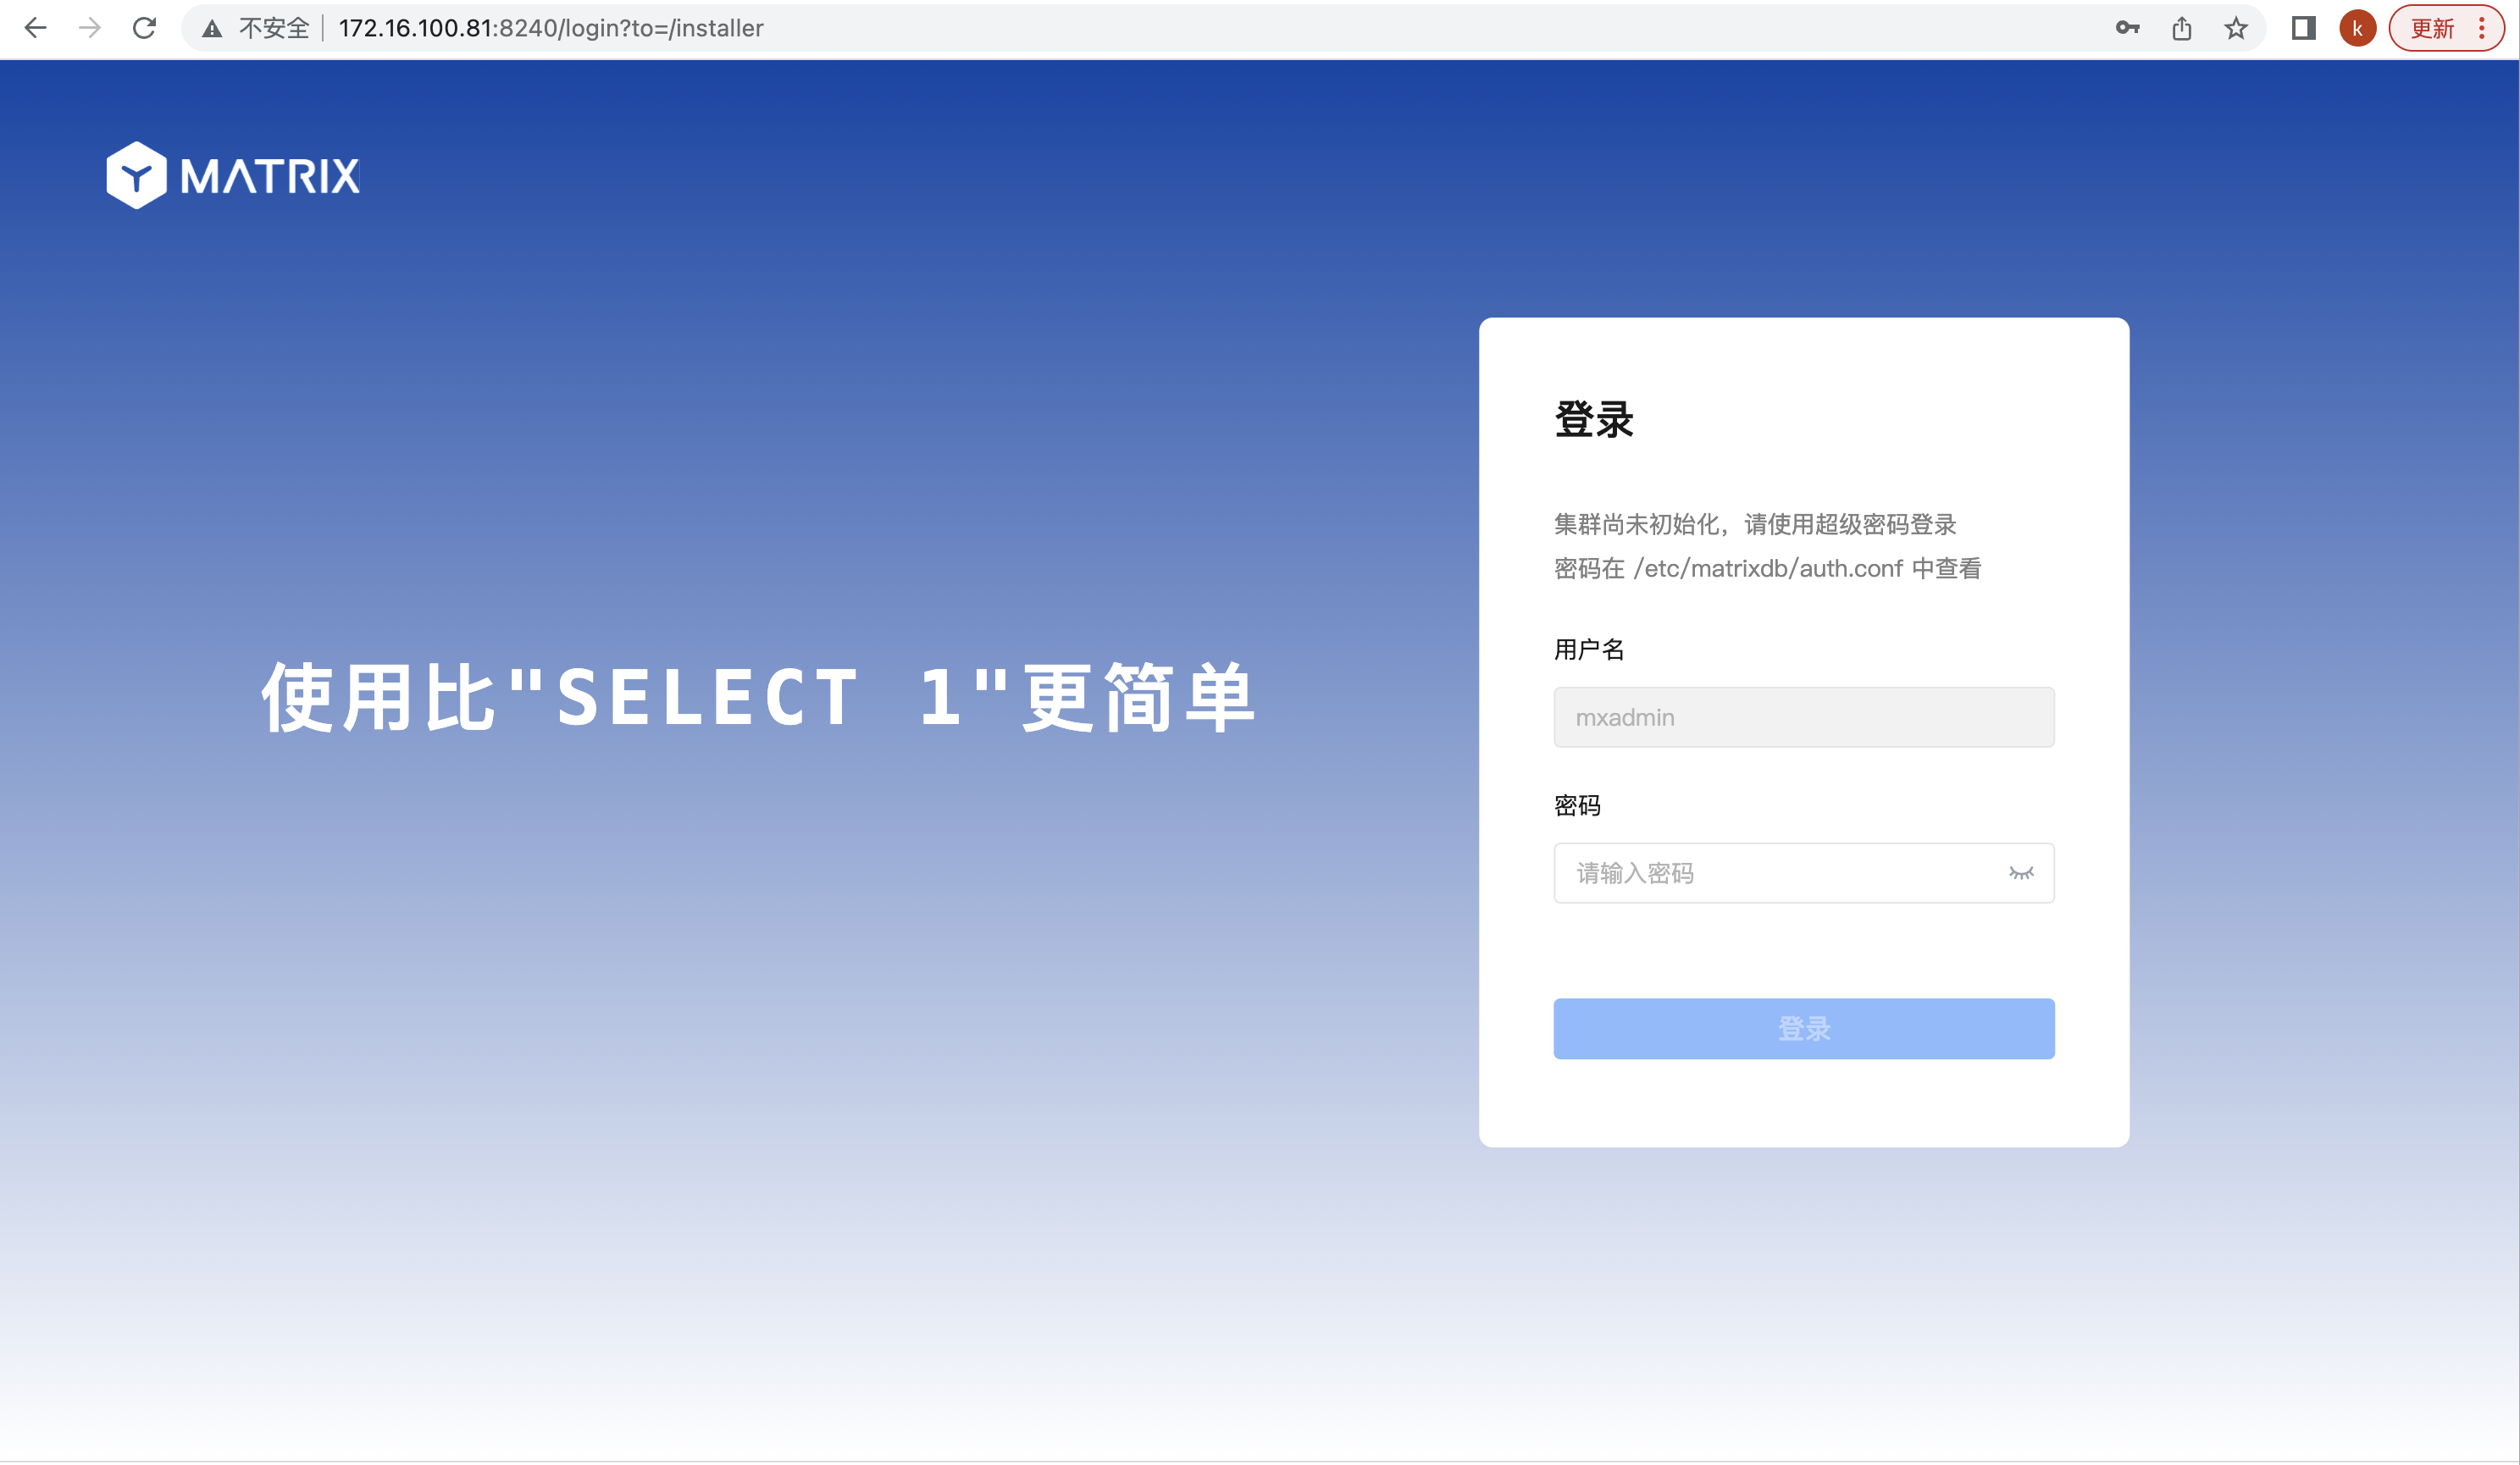 不安全 172.16.100.81:8240/login?to=/installer
k
更新
MATRIX
使用比"SELECT 1"更简单
登录
集群尚未初始化，请使用超级密码登录
密码在 /etc/matrixdb/auth.conf 中查看
用户名
mxadmin
密码
请输入密码
登录